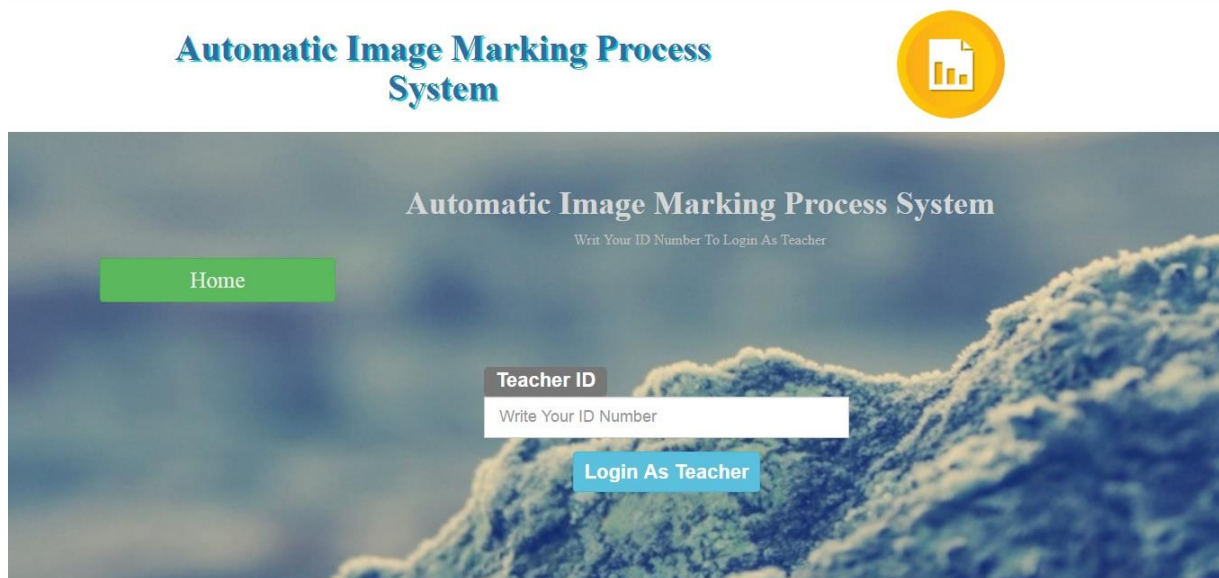 Automatic Image Marking Process
System
Automatic Image Marking Process System
Writ Your ID Number To Login As Teacher
Home
Teacher ID
Write Your ID Number
Login As Teacher